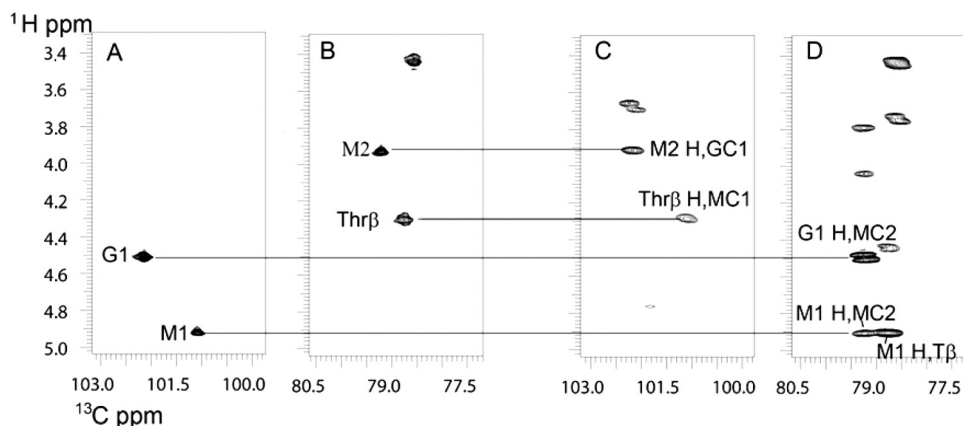 ¹H ppm
A
B
C
D
3.4
3.6
3.8
4.0
4.2
4.4
4.6
4.8
5.0
M2
M2 H,GC1
Thrβ H,MC1
Thrβ
G1 H,MC2
G1
M1 H,MC2
M1
M1 H,Tβ
103.0 101.5 100.0
80.5 79.0 77.5
103.0 101.5 100.0
80.5 79.0 77.5
¹³C ppm